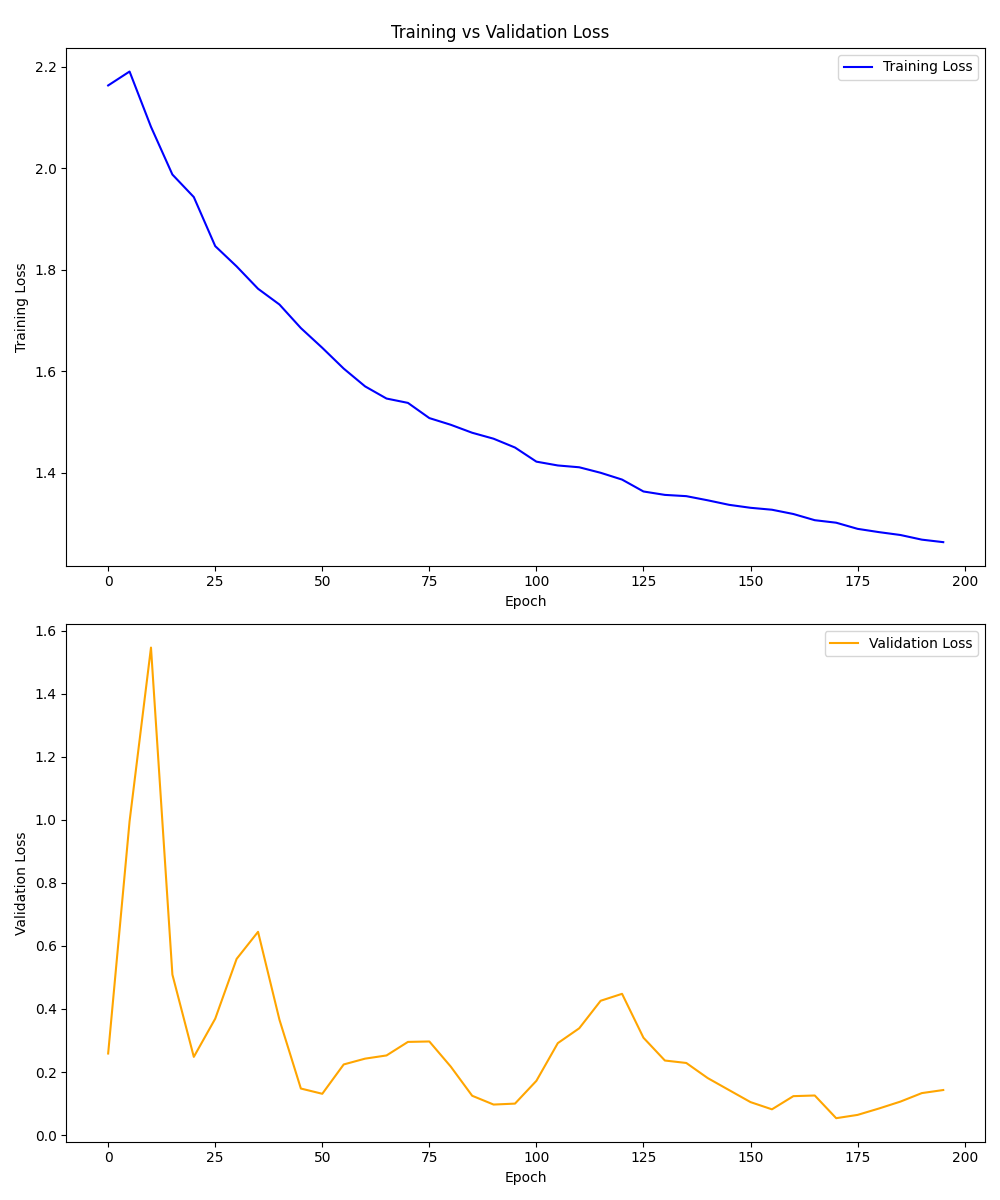 Training vs Validation Loss
Training Loss
2.2
2.0
1.8
1.6
1.4
Training Loss
0 25 50 75 100 125 150 175 200
Epoch
Validation Loss
1.6
1.4
1.2
1.0
0.8
0.6
0.4
0.2
0.0
Validation Loss
0 25 50 75 100 125 150 175 200
Epoch